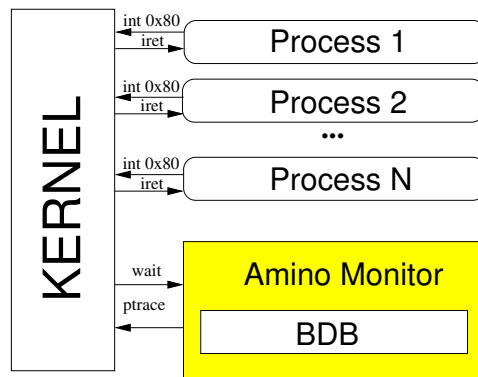 KERNEL
int 0x80
iret
Process 1
int 0x80
iret
Process 2
...
int 0x80
iret
Process N
wait
ptrace
Amino Monitor
BDB